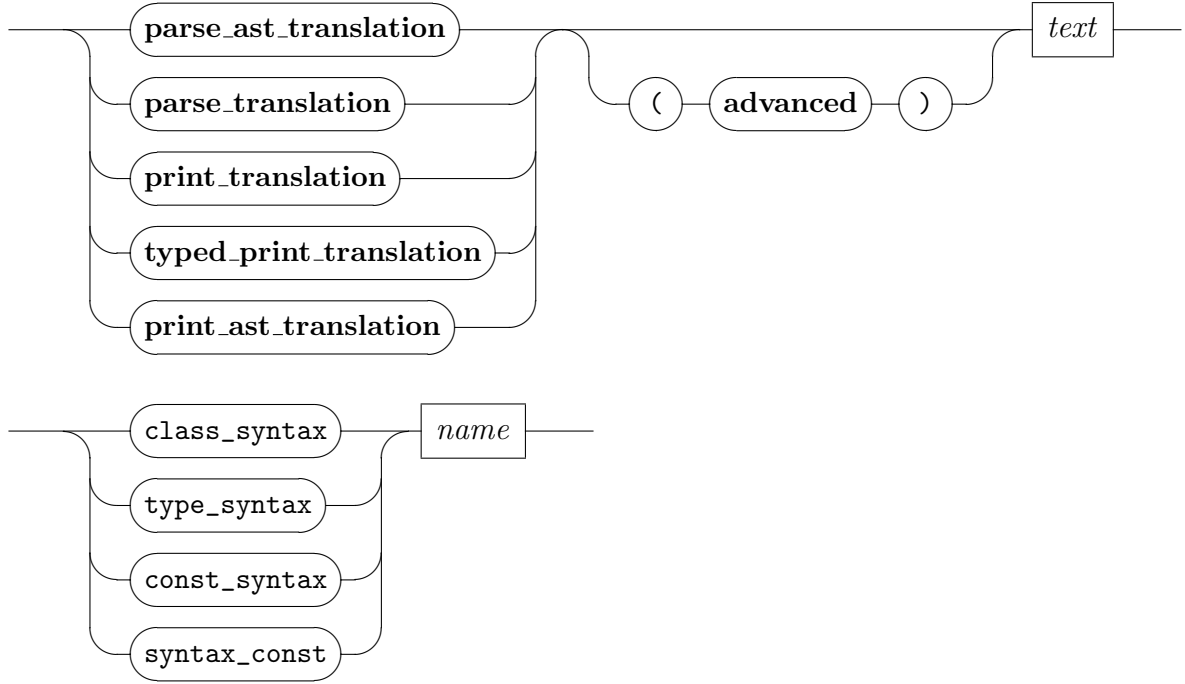 parse_ast_translation text
parse_translation ( advanced )
print_translation
typed_print_translation
print_ast_translation
class_syntax name
type_syntax
const_syntax
syntax_const